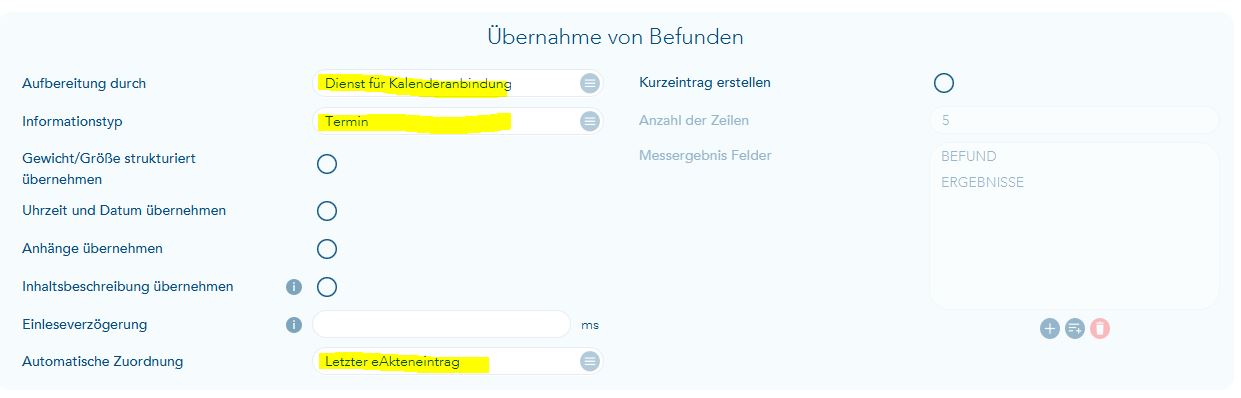 Übernahme von Befunden
Aufbereitung durch
Dienst für Kalenderanbindung
Informationstyp
Termin
Gewicht/Größe strukturiert
übernehmen
Uhrzeit und Datum übernehmen
Anhänge übernehmen
Inhaltsbeschreibung übernehmen
i
Einleseverzögerung
i
ms
Automatische Zuordnung
Letzter eAkteneintrag
Kurzeintrag erstellen
Anzahl der Zeilen
5
Messergebnis Felder
BEFUND
ERGEBNISSE